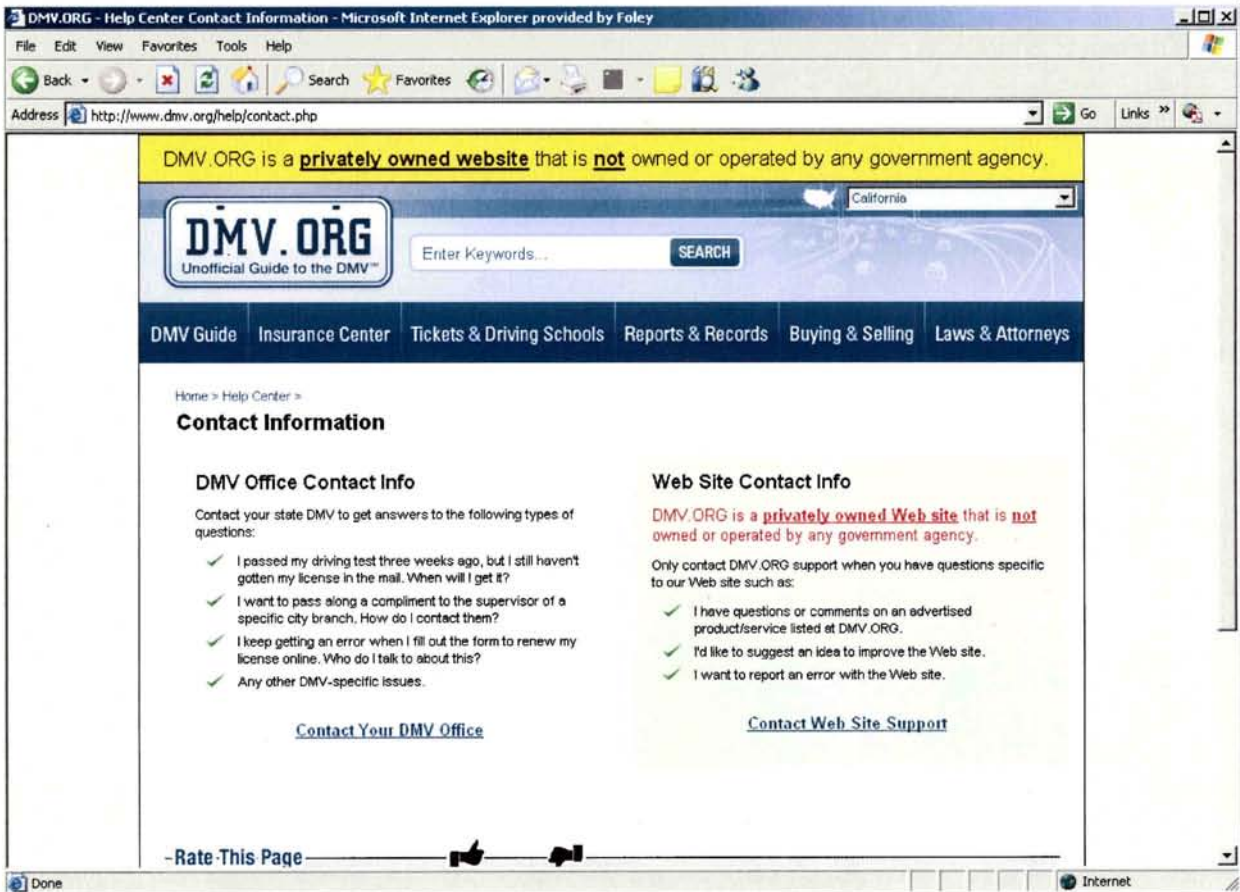 DMV.ORG - Help Center Contact Information - Microsoft Internet Explorer provided by Foley
File Edit View Favorites Tools Help
Back Search Favorites
Address http://www.dmv.org/help/contact.php Go Links »
DMV.ORG is a privately owned website that is not owned or operated by any government agency.
California
DMV.ORG
Unofficial Guide to the DMV™
Enter Keywords... SEARCH
DMV Guide Insurance Center Tickets & Driving Schools Reports & Records Buying & Selling Laws & Attorneys
Home > Help Center >
Contact Information
DMV Office Contact Info
Contact your state DMV to get answers to the following types of
questions:
I passed my driving test three weeks ago, but I still haven't
gotten my license in the mail. When will I get it?
I want to pass along a compliment to the supervisor of a
specific city branch. How do I contact them?
I keep getting an error when I fill out the form to renew my
license online. Who do I talk to about this?
Any other DMV-specific issues.
Contact Your DMV Office
Web Site Contact Info
DMV.ORG is a privately owned Web site that is not
owned or operated by any government agency.
Only contact DMV.ORG support when you have questions specific
to our Web site such as:
I have questions or comments on an advertised
product/service listed at DMV.ORG.
I'd like to suggest an idea to improve the Web site.
I want to report an error with the Web site.
Contact Web Site Support
Rate This Page
Done Internet